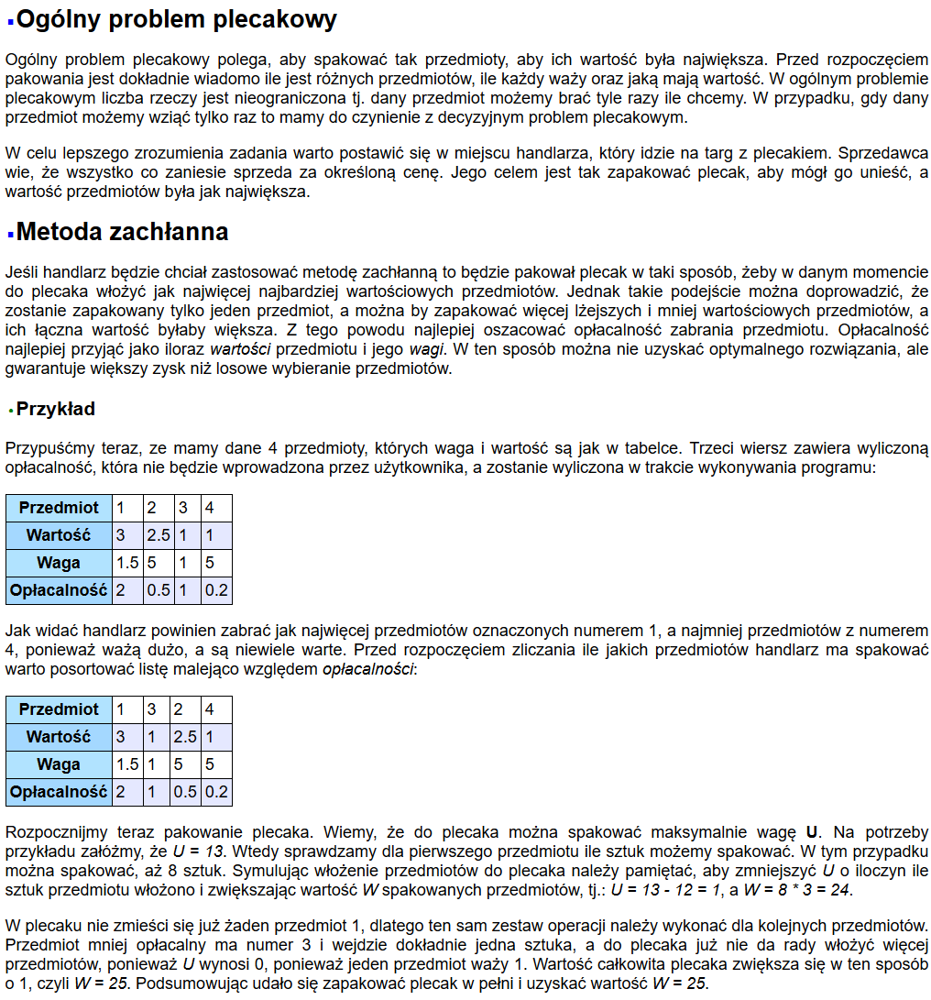 Ogólny problem plecakowy
Ogólny problem plecakowy polega, aby spakować tak przedmioty, aby ich wartość była największa. Przed rozpoczęciem
pakowania jest dokładnie wiadomo ile jest różnych przedmiotów, ile każdy waży oraz jaką mają wartość. W ogólnym problemie
plecakowym liczba rzeczy jest nieograniczona tj. dany przedmiot możemy brać tyle razy ile chcemy. W przypadku, gdy dany
przedmiot możemy wziąć tylko raz to mamy do czynienie z decyzyjnym problem plecakowym.
W celu lepszego zrozumienia zadania warto postawić się w miejscu handlarza, który idzie na targ z plecakiem. Sprzedawca
wie, że wszystko co zaniesie sprzeda za określoną cenę. Jego celem jest tak zapakować plecak, aby mógł go unieść, a
wartość przedmiotów była jak największa.
Metoda zachłanna
Jeśli handlarz będzie chciał zastosować metodę zachłanną to będzie pakował plecak w taki sposób, żeby w danym momencie
do plecaka włożyć jak najwięcej najbardziej wartościowych przedmiotów. Jednak takie podejście można doprowadzić, że
zostanie zapakowany tylko jeden przedmiot, a można by zapakować więcej lżejszych i mniej wartościowych przedmiotów, a
ich łączna wartość byłaby większa. Z tego powodu najlepiej oszacować opłacalność zabrania przedmiotu. Opłacalność
najlepiej przyjąć jako iloraz wartości przedmiotu i jego wagi. W ten sposób można nie uzyskać optymalnego rozwiązania, ale
gwarantuje większy zysk niż losowe wybieranie przedmiotów.
Przykład
Przypuśćmy teraz, ze mamy dane 4 przedmioty, których waga i wartość są jak w tabelce. Trzeci wiersz zawiera wyliczoną
opłacalność, która nie będzie wprowadzona przez użytkownika, a zostanie wyliczona w trakcie wykonywania programu:
Przedmiot 1 2 3 4
Wartość 3 2.5 1 1
Waga 1.5 5 1 5
Opłacalność 2 0.5 1 0.2
Jak widać handlarz powinien zabrać jak najwięcej przedmiotów oznaczonych numerem 1, a najmniej przedmiotów z numerem
4, ponieważ ważą dużo, a są niewiele warte. Przed rozpoczęciem zliczania ile jakich przedmiotów handlarz ma spakować
warto posortować listę malejąco względem opłacalności:
Przedmiot 1 3 2 4
Wartość 3 1 2.5 1
Waga 1.5 1 5 5
Opłacalność 2 1 0.5 0.2
Rozpocznijmy teraz pakowanie plecaka. Wiemy, że do plecaka można spakować maksymalnie wagę U. Na potrzeby
przykładu załóżmy, że U = 13. Wtedy sprawdzamy dla pierwszego przedmiotu ile sztuk możemy spakować. W tym przypadku
można spakować, aż 8 sztuk. Symulując włożenie przedmiotów do plecaka należy pamiętać, aby zmniejszyć U o iloczyn ile
sztuk przedmiotu włożono i zwiększając wartość W spakowanych przedmiotów, tj.: U = 13 - 12 = 1, a W = 8 * 3 = 24.
W plecaku nie zmieści się już żaden przedmiot 1, dlatego ten sam zestaw operacji należy wykonać dla kolejnych przedmiotów.
Przedmiot mniej opłacalny ma numer 3 i wejdzie dokładnie jedna sztuka, a do plecaka już nie da rady włożyć więcej
przedmiotów, ponieważ U wynosi 0, ponieważ jeden przedmiot waży 1. Wartość całkowita plecaka zwiększa się w ten sposób
o 1, czyli W = 25. Podsumowując udało się zapakować plecak w pełni i uzyskać wartość W = 25.